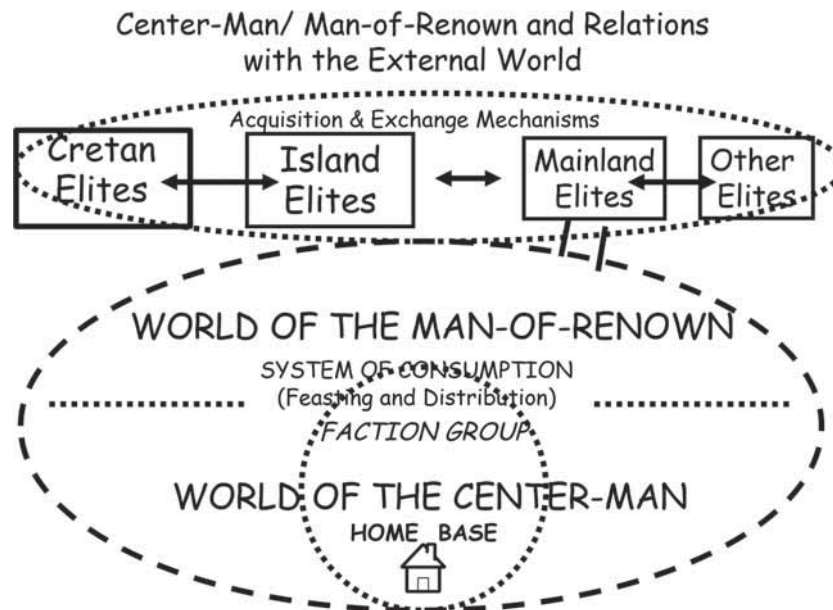 Center-Man/ Man-of-Renown and Relations
with the External World
Acquisition & Exchange Mechanisms
Cretan
Elites
Island
Elites
Mainland
Elites
Other
Elites
WORLD OF THE MAN-OF-RENOWN
SYSTEM OF CONSUMPTION
(Feasting and Distribution)
FACTION GROUP
WORLD OF THE CENTER-MAN
HOME BASE